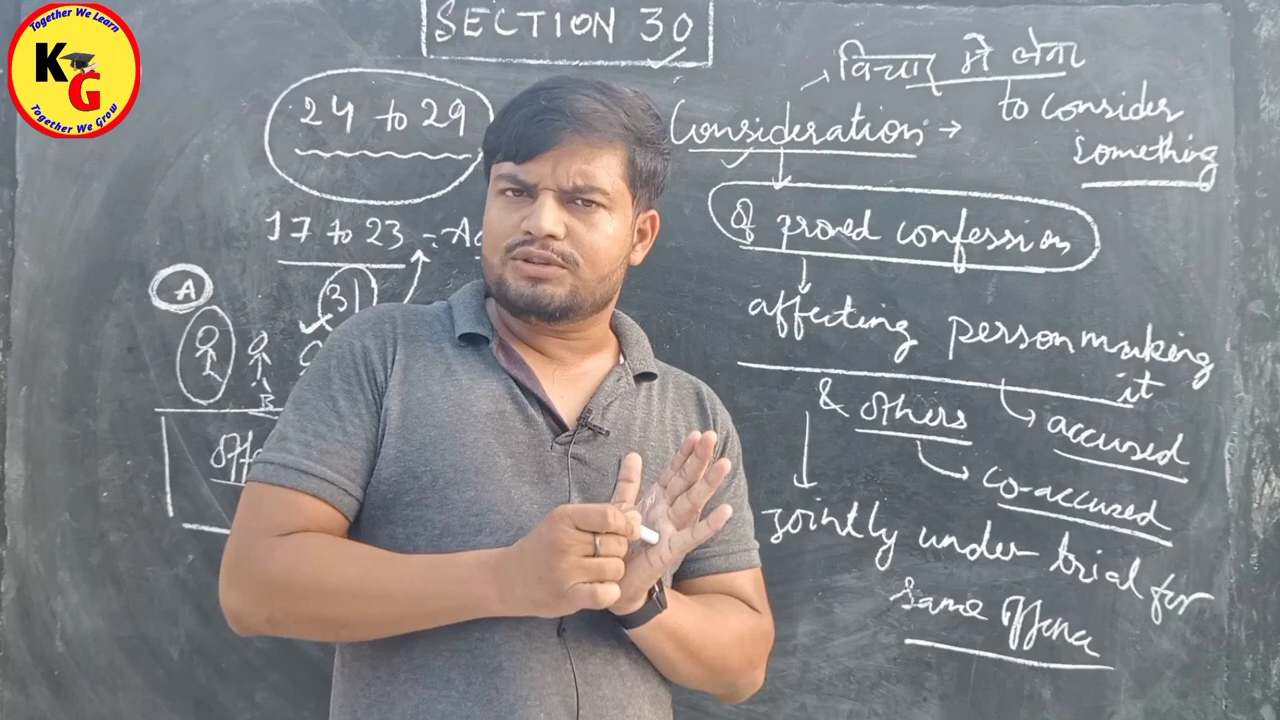 Together We Learn
KG
Together We Grow
SECTION 30
24 to 29
17 to 23 =
31
A
B
विचार में लेना
Consideration →
to consider
something
Of proved confession
affecting person making
it
& others
accused
co-accused
Jointly under trial for
same offence